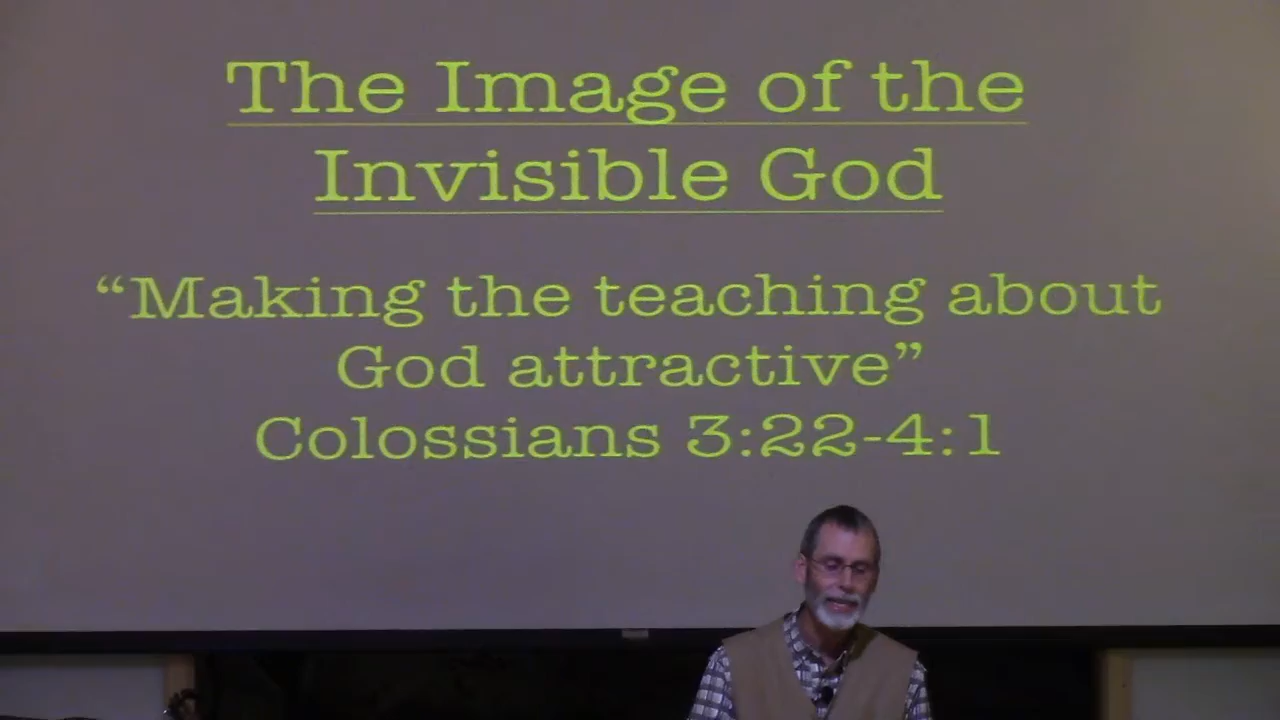 The Image of the
Invisible God
“Making the teaching about
God attractive”
Colossians 3:22-4:1